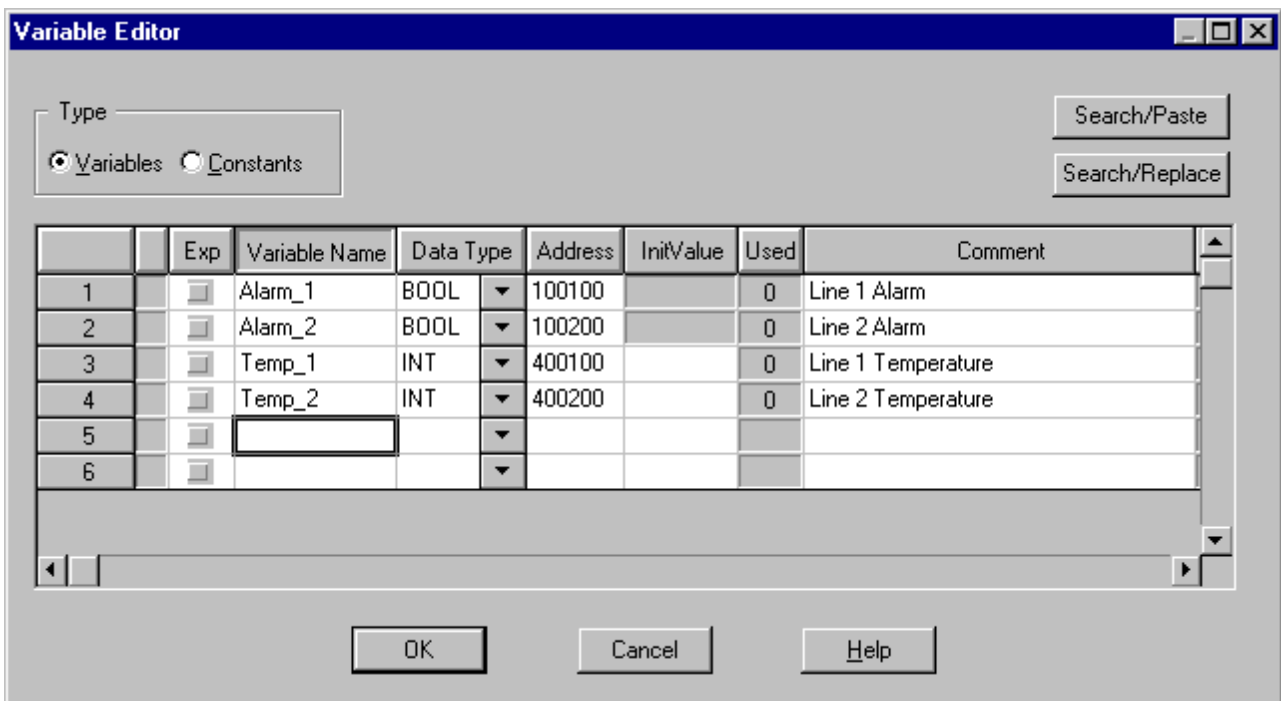 Variable Editor
Type
Search/Paste
Variables Constants
Search/Replace
Exp Variable Name Data Type Address InitValue Used Comment
1 Alarm_1 BOOL 100100 0 Line 1 Alarm
2 Alarm_2 BOOL 100200 0 Line 2 Alarm
3 Temp_1 INT 400100 0 Line 1 Temperature
4 Temp_2 INT 400200 0 Line 2 Temperature
5
6
OK Cancel Help